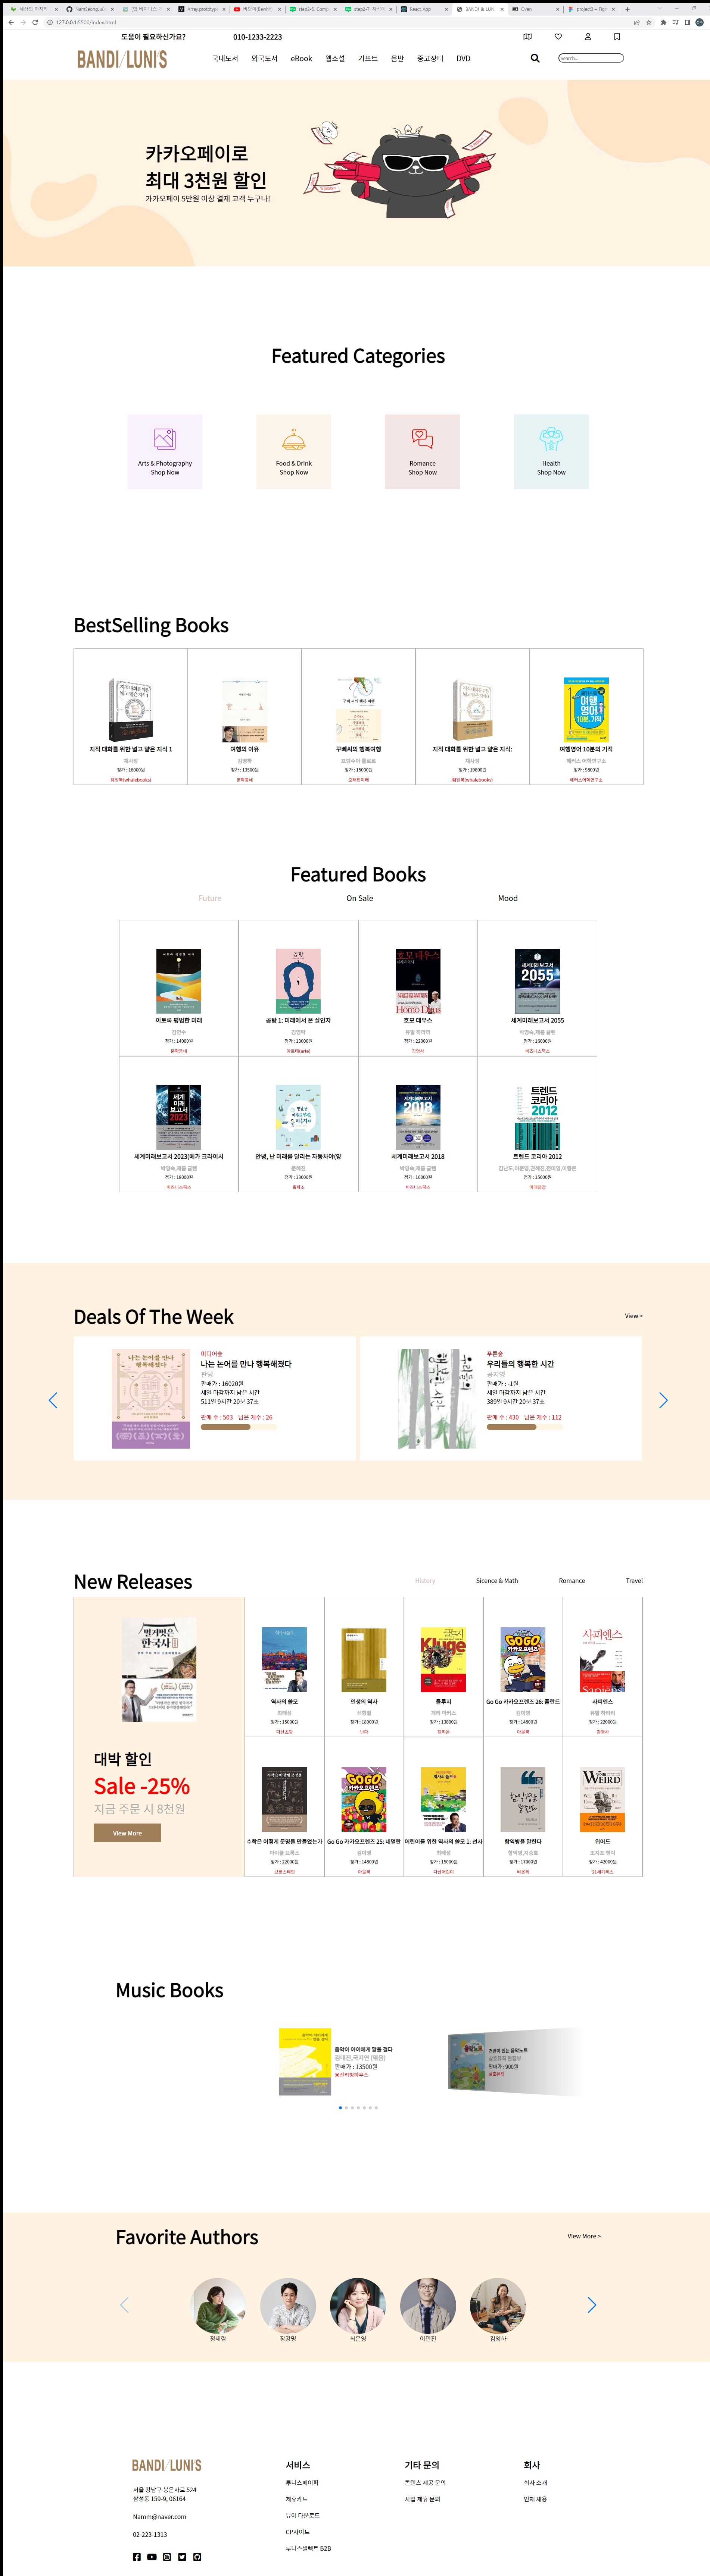 127.0.0.1:5500/index.html
도움이 필요하신가요?
010-1233-2223
BANDI/LUNIS
국내도서
외국도서
eBook
웹소설
기프트
음반
중고장터
DVD
Search...
카카오페이로
최대 3천원 할인
카카오페이 5만원 이상 결제 고객 누구나!
Featured Categories
Arts & Photography
Shop Now
Food & Drink
Shop Now
Romance
Shop Now
Health
Shop Now
BestSelling Books
지적 대화를 위한 넓고 얕은 지식 1
채사장
정가 : 16000원
웨일북(whalebooks)
여행의 이유
김영하
정가 : 13500원
문학동네
꾸뻬씨의 행복여행
프랑수아 를로르
정가 : 15000원
오래된미래
지적 대화를 위한 넓고 얕은 지식:
채사장
정가 : 19800원
웨일북(whalebooks)
여행영어 10분의 기적
해커스 어학연구소
정가 : 9800원
해커스어학연구소
Featured Books
Future
On Sale
Mood
이토록 평범한 미래
김연수
정가 : 14000원
문학동네
곰탕 1: 미래에서 온 살인자
김영탁
정가 : 13000원
아르테(arte)
호모 데우스
유발 하라리
정가 : 22000원
김영사
세계미래보고서 2055
박영숙,제롬 글렌
정가 : 16000원
비즈니스북스
세계미래보고서 2023(메가 크라이시
박영숙,제롬 글렌
정가 : 18000원
비즈니스북스
안녕, 난 미래를 달리는 자동차야(양
문혜진
정가 : 13000원
풀과소
세계미래보고서 2018
박영숙,제롬 글렌
정가 : 16000원
비즈니스북스
트렌드 코리아 2012
정가 : 15000원
미래의창
Deals Of The Week
View >
미디어숲
나는 논어를 만나 행복해졌다
판덩
판매가 : 16020원
세일 마감까지 남은 시간
511일 9시간 20분 37초
판매 수 : 503 남은 개수 : 26
푸른숲
우리들의 행복한 시간
공지영
판매가 : -1원
세일 마감까지 남은 시간
389일 9시간 20분 37초
판매 수 : 430 남은 개수 : 112
New Releases
History
Sicence & Math
Romance
Travel
대박 할인
Sale -25%
지금 주문 시 8천원
View More
역사의 쓸모
최태성
정가 : 15000원
다산초당
인생의 역사
신형철
정가 : 18000원
난다
클루지
개리 마커스
정가 : 13800원
갤리온
Go Go 카카오프렌즈 26: 폴란드
김미영
정가 : 14800원
아울북
사피엔스
유발 하라리
정가 : 22000원
김영사
수학은 어떻게 문명을 만들었는가
마이클 브룩스
정가 : 22000원
브론스테인
Go Go 카카오프렌즈 25: 네덜란
김미영
정가 : 14800원
아울북
어린이를 위한 역사의 쓸모 1: 선사
최태성
정가 : 15000원
다산어린이
함익병을 말한다
정가 : 17000원
위어드
조지프 헨릭
정가 : 42000원
21세기북스
Music Books
음악이 아이에게 말을 걸다
김대진,국지연 (엮음)
판매가 : 13500원
웅진리빙하우스
판매가 : 900원
Favorite Authors
View More >
정세랑
장강명
최은영
이민진
김영하
BANDI/LUNIS
서울 강남구 봉은사로 524
삼성동 159-9, 06164
Namm@naver.com
02-223-1313
서비스
루니스페이퍼
제휴카드
뷰어 다운로드
CP사이트
루니스셀렉트 B2B
기타 문의
콘텐츠 제공 문의
사업 제휴 문의
회사
회사 소개
인재 채용